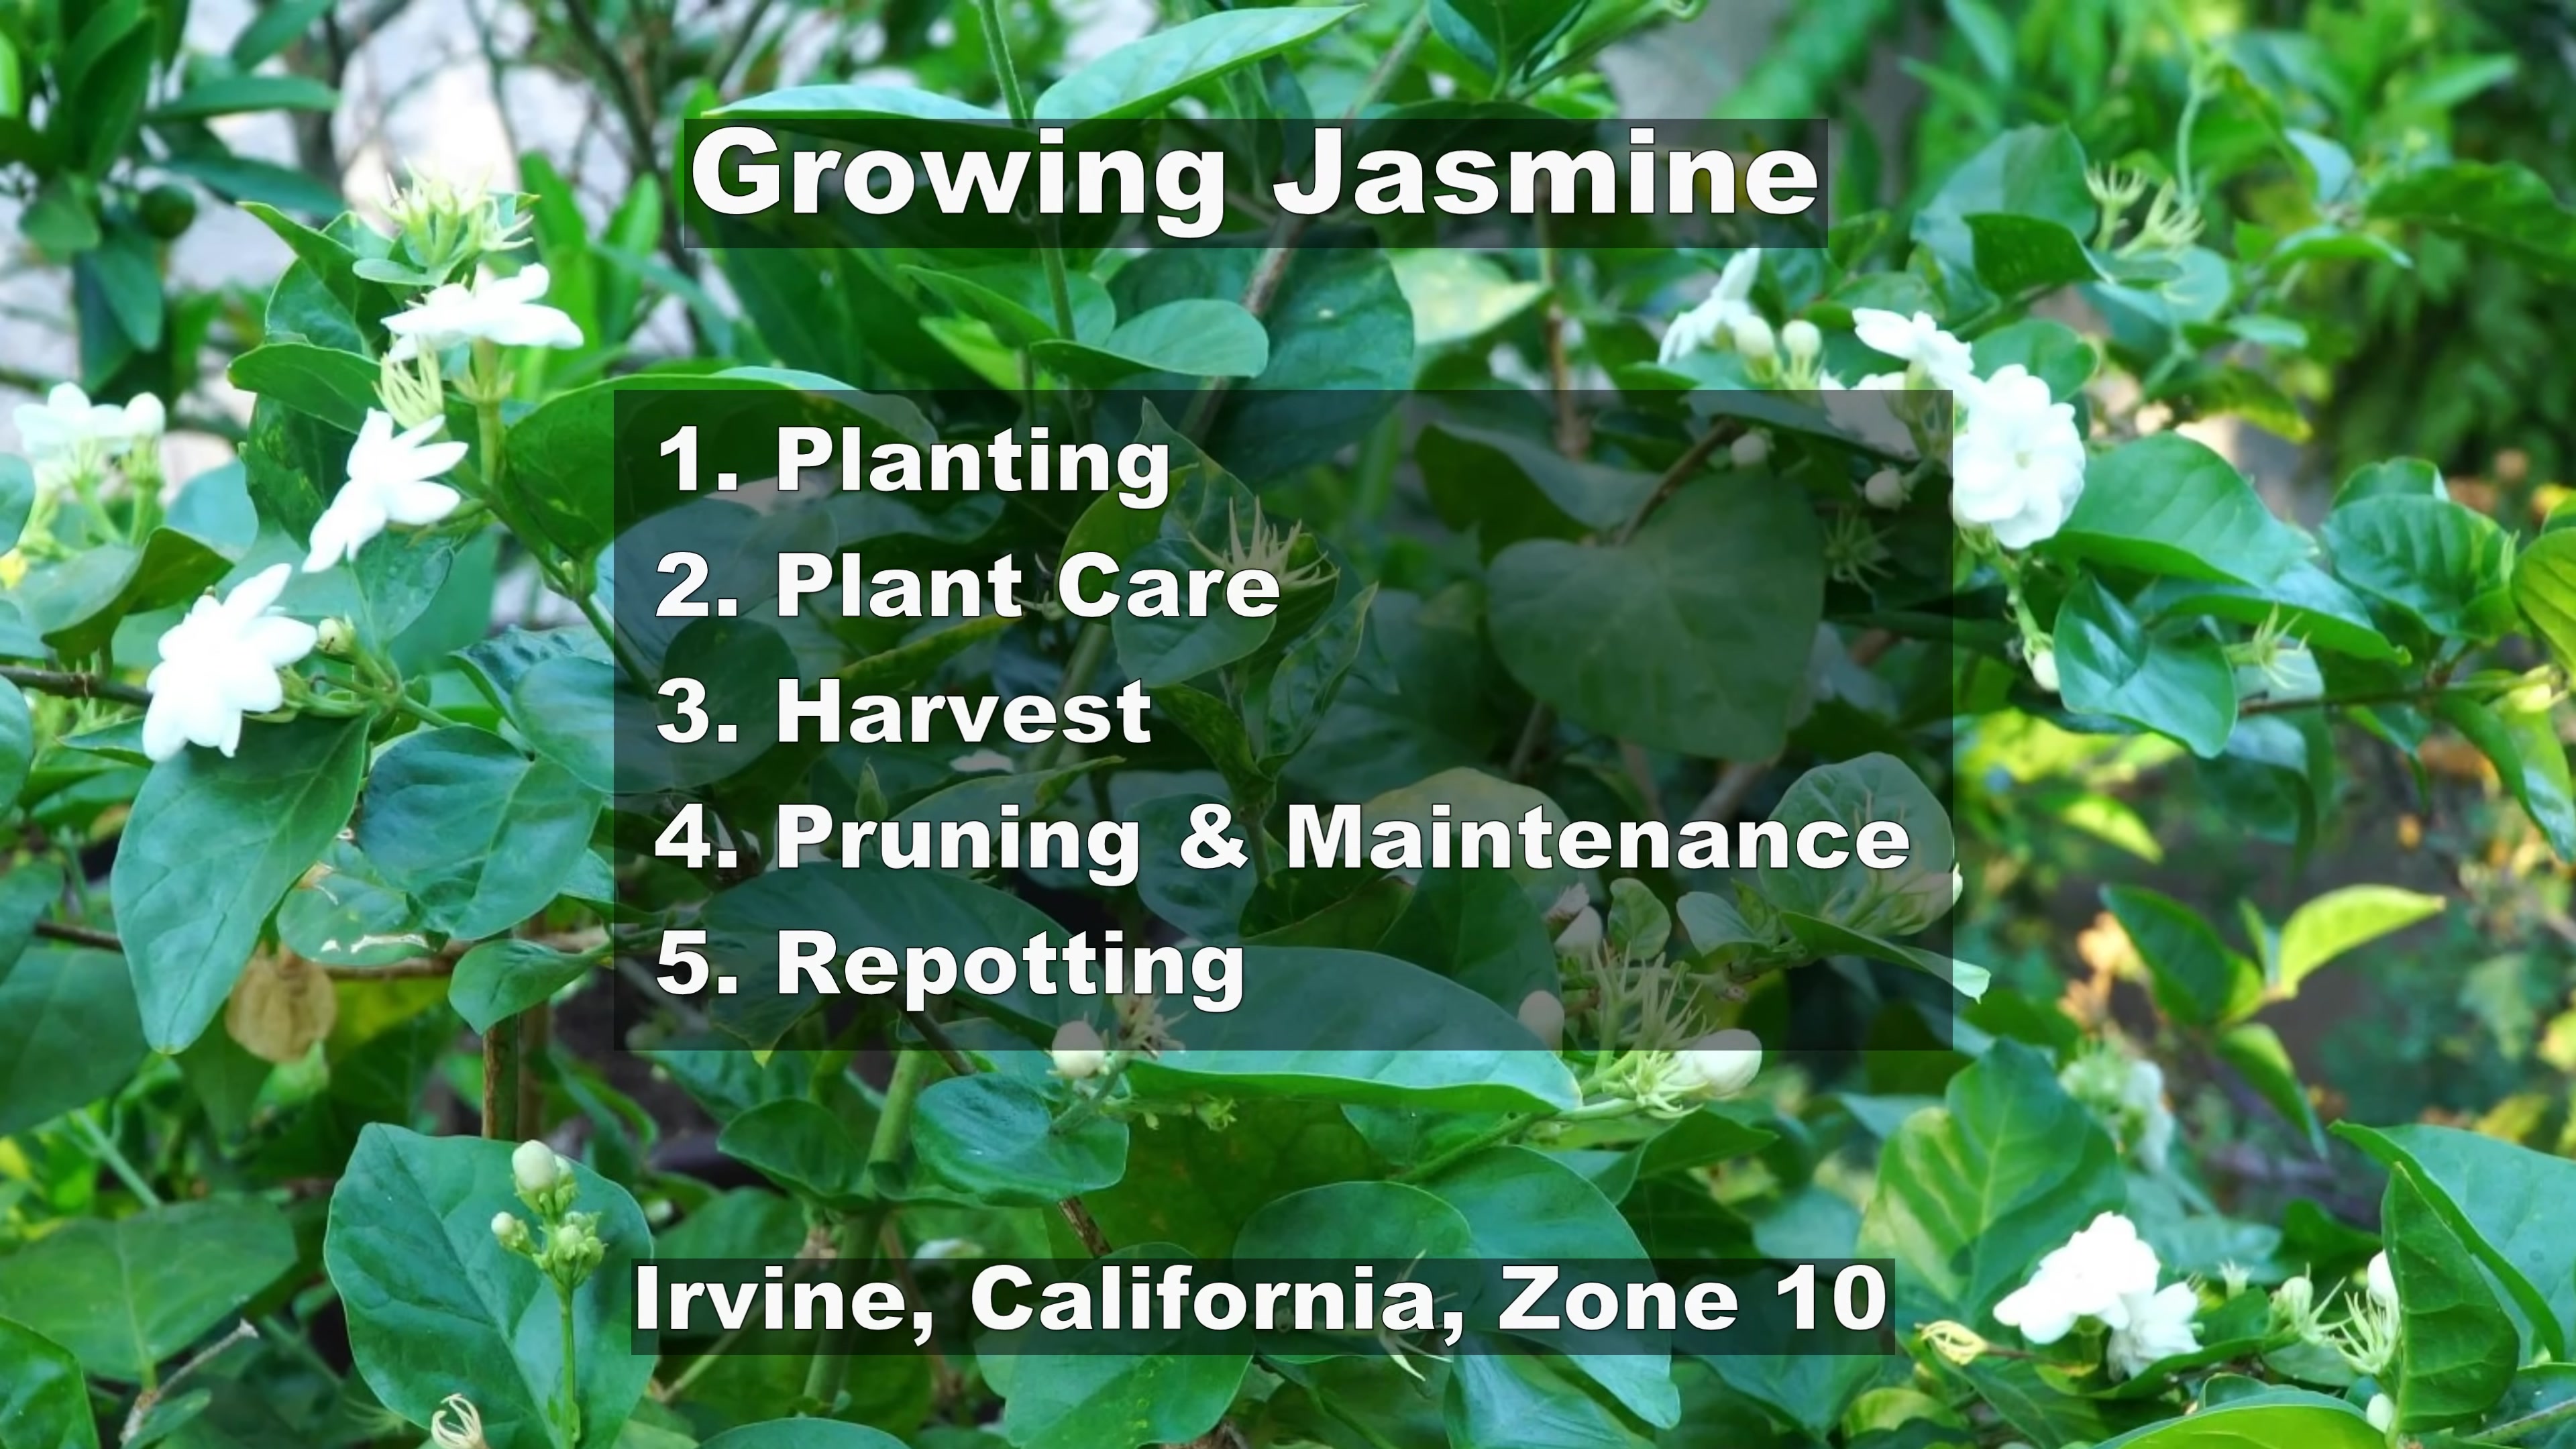 Growing Jasmine
1. Planting
2. Plant Care
3. Harvest
4. Pruning & Maintenance
5. Repotting
Irvine, California, Zone 10